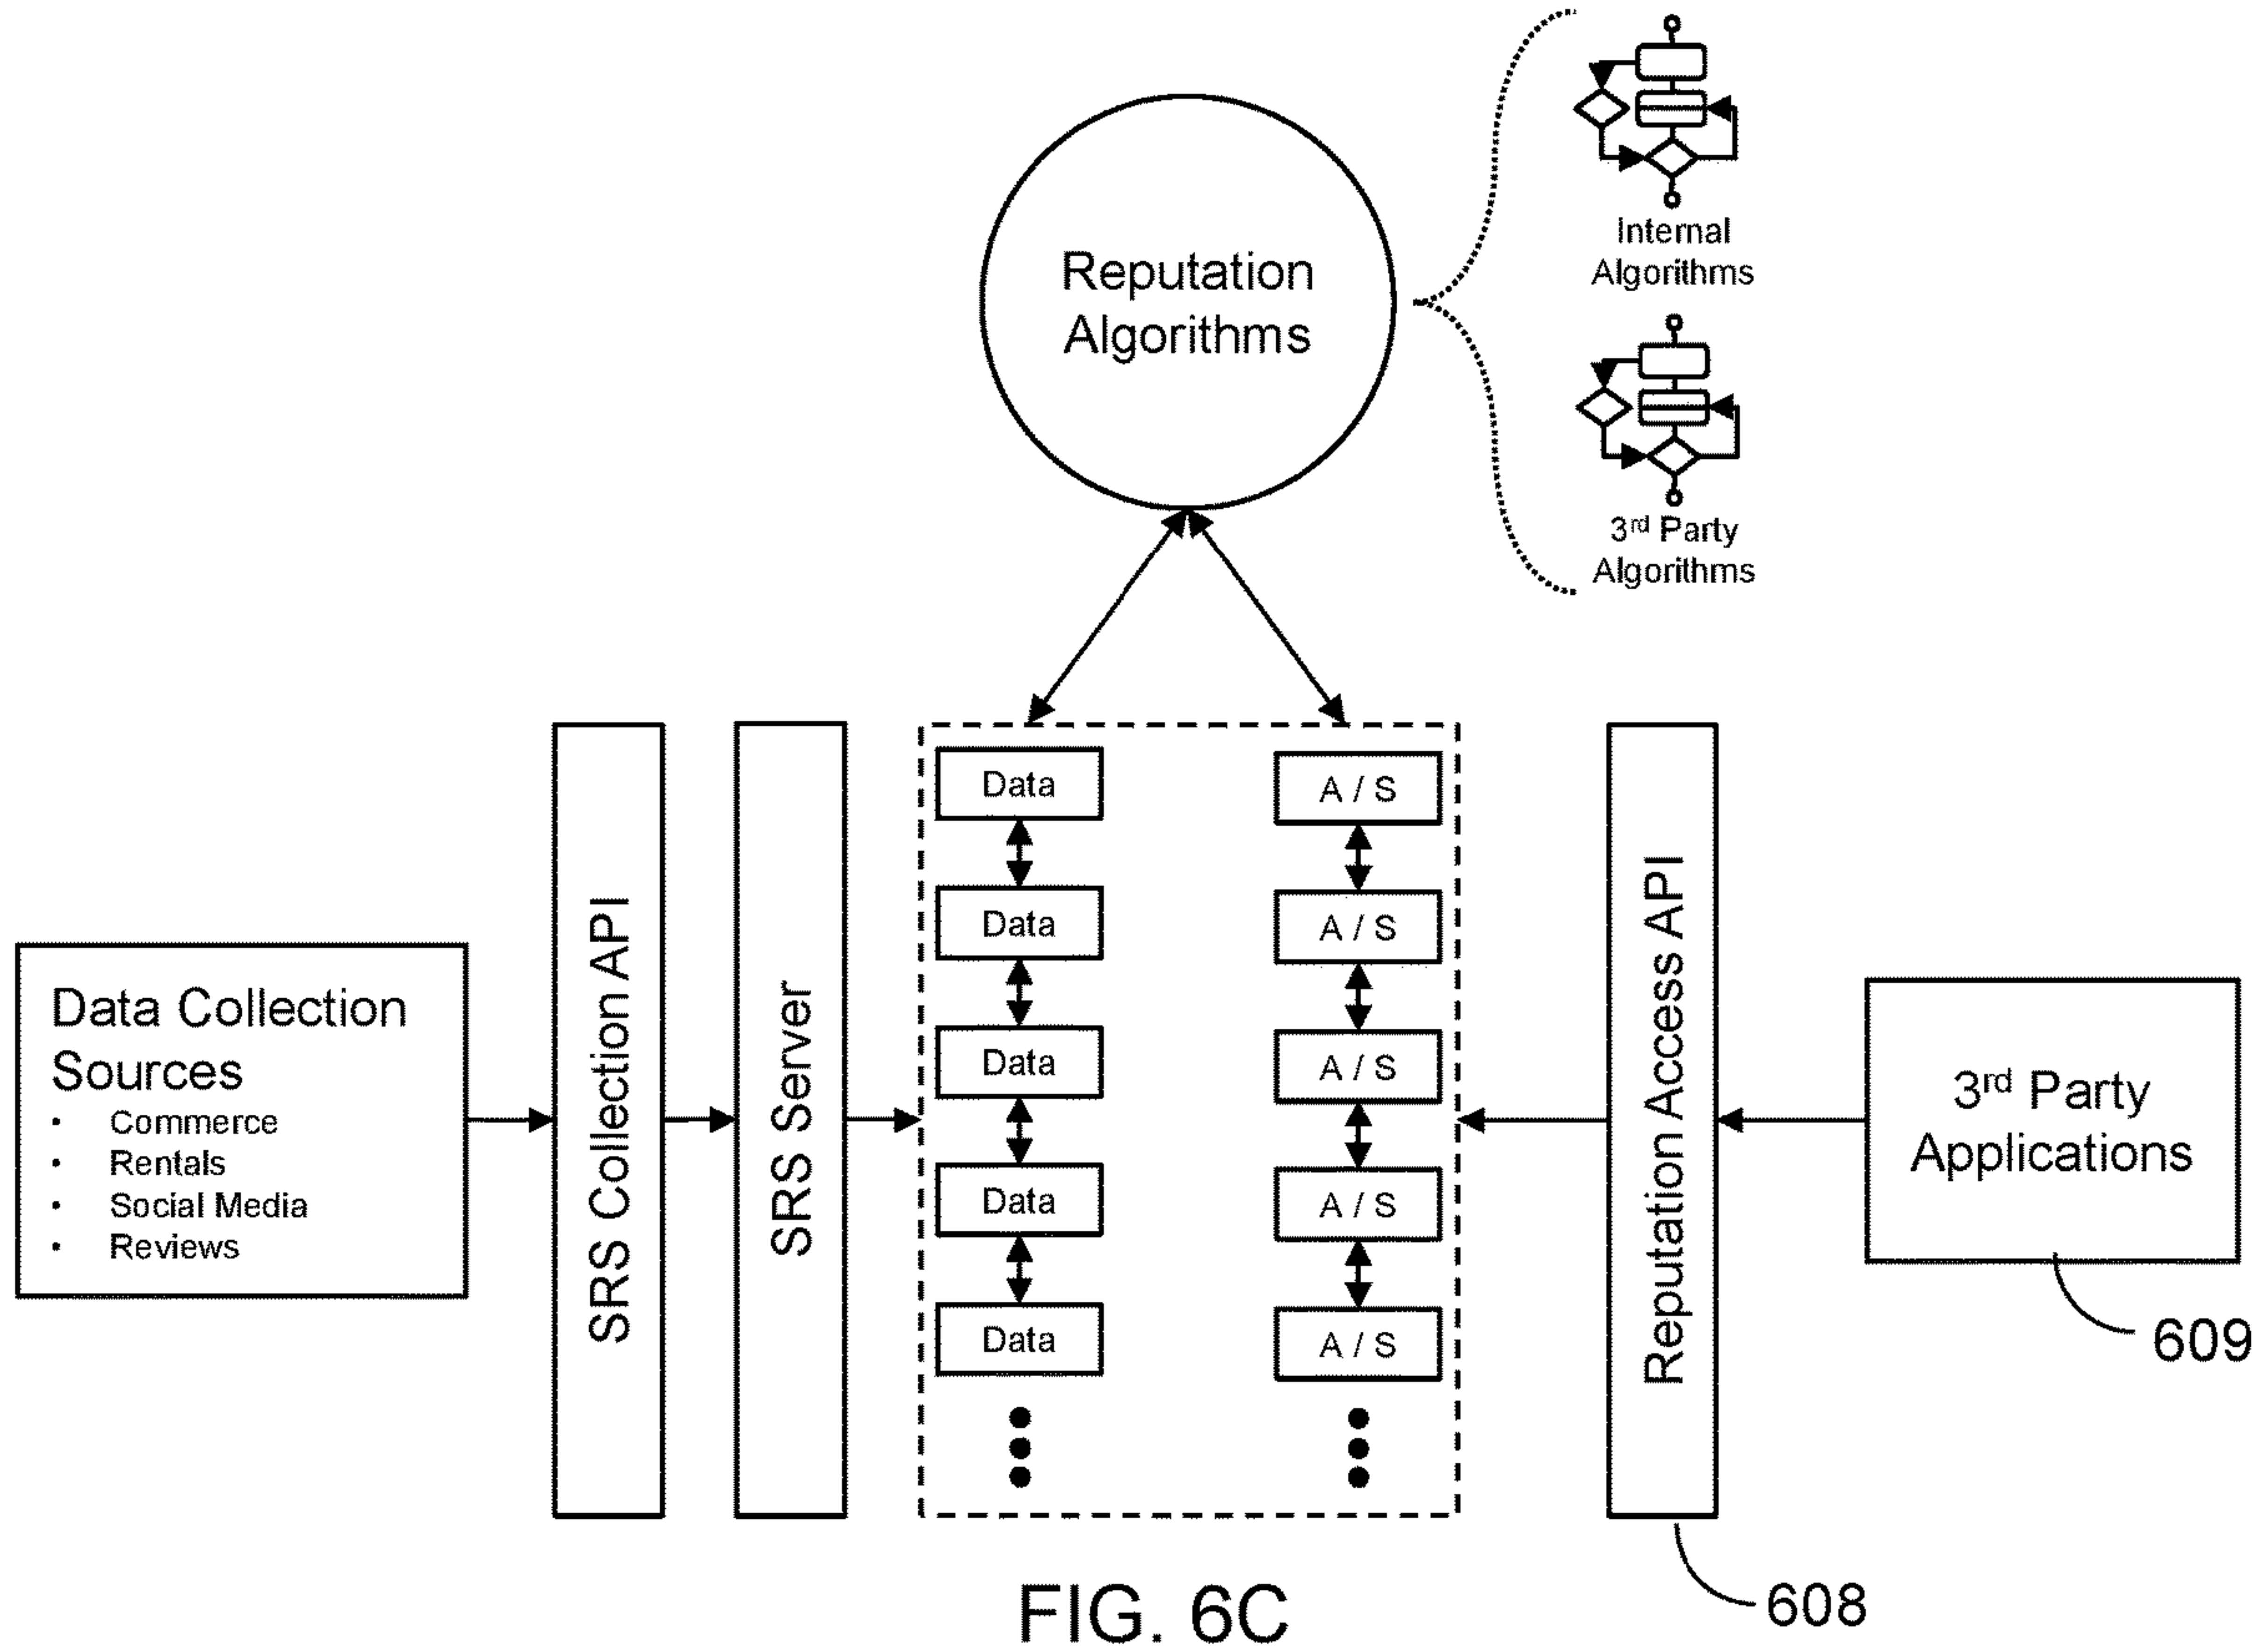 Reputation
Algorithms
Internal
Algorithms
3rd Party
Algorithms
Data Collection
Sources
• Commerce
• Rentals
• Social Media
• Reviews
SRS Collection API
SRS Server
Data
Data
Data
Data
Data
A / S
A / S
A / S
A / S
A / S
Reputation Access API
3rd Party
Applications
609
608
FIG. 6C